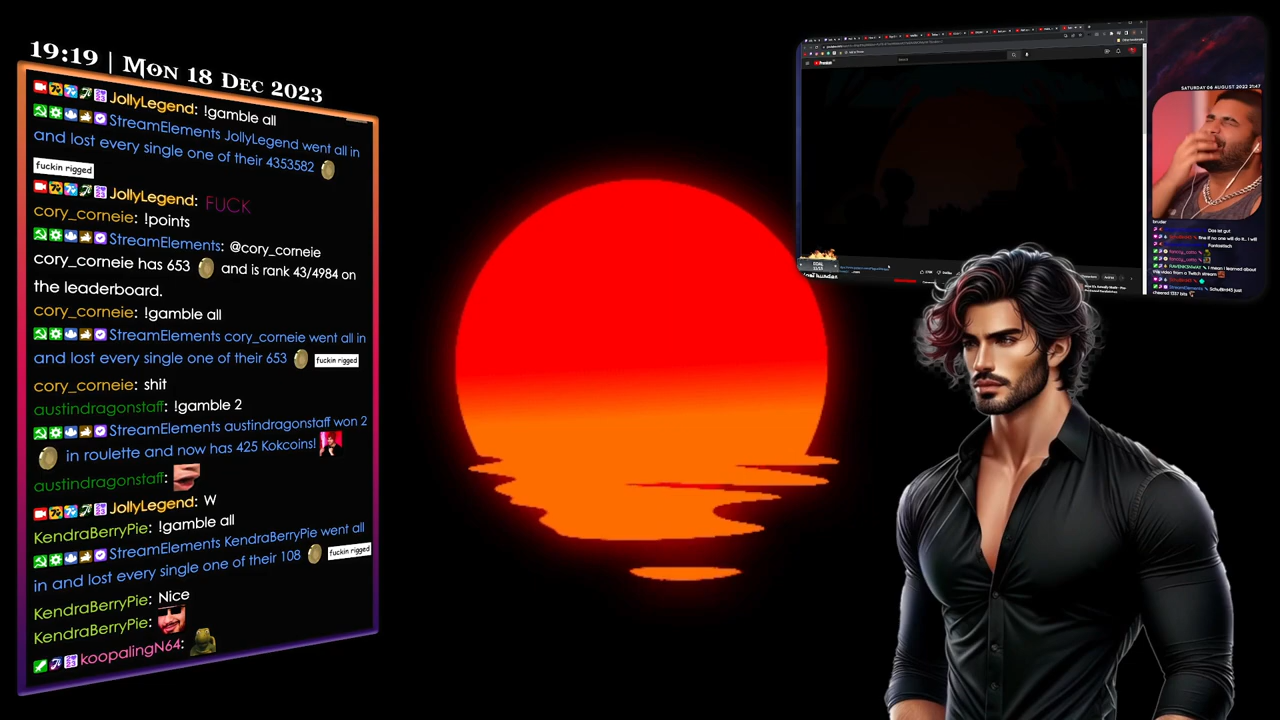 19:19 | Mon 18 Dec 2023
JollyLegend: !gamble all
StreamElements JollyLegend went all in
and lost every single one of their 4353582
fuckin rigged
JollyLegend: FUCK
cory_corneie: !points
StreamElements: @cory_corneie
cory_corneie has 653 and is rank 43/4984 on
the leaderboard.
cory_corneie: !gamble all
StreamElements cory_corneie went all in
and lost every single one of their 653 fuckin rigged
cory_corneie: shit
austindragonstaff: !gamble 2
StreamElements austindragonstaff won 2
in roulette and now has 425 Kokcoins!
austindragonstaff:
JollyLegend: W
KendraBerryPie: !gamble all
StreamElements KendraBerryPie went all
in and lost every single one of their 108 fuckin rigged
KendraBerryPie: Nice
KendraBerryPie:
koopalingN64:
SATURDAY 06 AUGUST 2022 21:47
Das ist gut